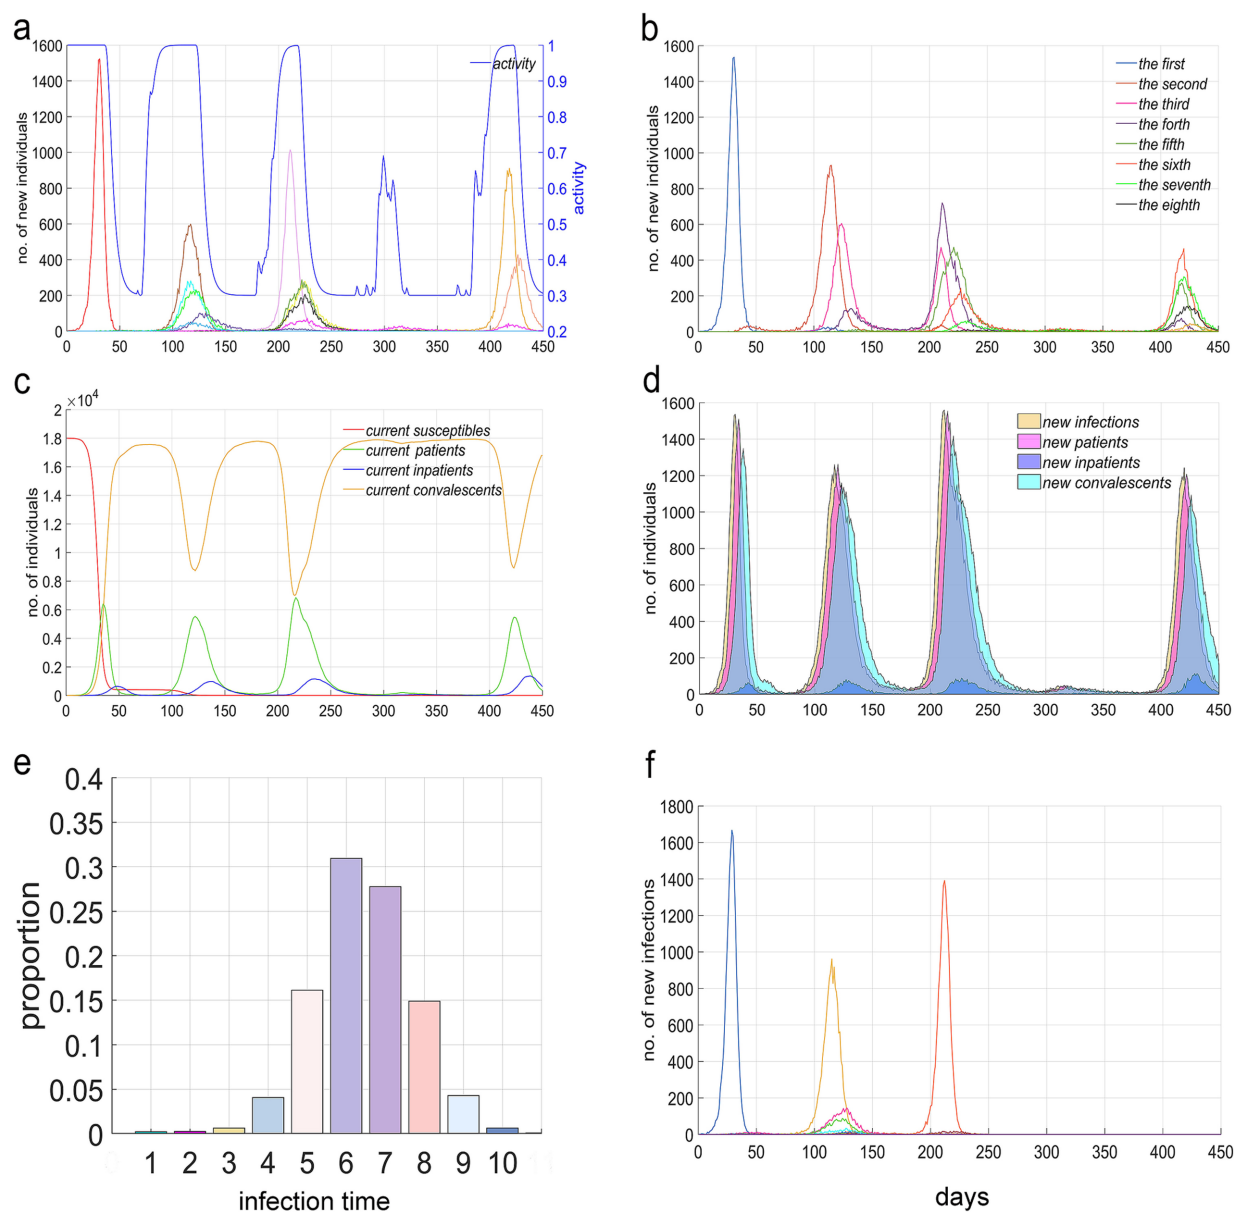 a
1600
1400
1200
1000
800
600
400
200
0
no. of new individuals
0 50 100 150 200 250 300 350 400 450
activity
1
0.9
0.8
0.7
0.6
0.5
0.4
0.3
0.2
activity
b
1600
1400
1200
1000
800
600
400
200
0
no. of new individuals
0 50 100 150 200 250 300 350 400 450
the first
the second
the third
the forth
the fifth
the sixth
the seventh
the eighth
c
×10⁴
2
1.8
1.6
1.4
1.2
1
0.8
0.6
0.4
0.2
0
no. of individuals
0 50 100 150 200 250 300 350 400 450
current susceptibles
current patients
current inpatients
current convalescents
d
1600
1400
1200
1000
800
600
400
200
0
no. of individuals
0 50 100 150 200 250 300 350 400 450
new infections
new patients
new inpatients
new convalescents
e
0.4
0.35
0.3
0.25
0.2
0.15
0.1
0.05
0
proportion
1 2 3 4 5 6 7 8 9 10
infection time
f
1800
1600
1400
1200
1000
800
600
400
200
0
no. of new infections
0 50 100 150 200 250 300 350 400 450
days